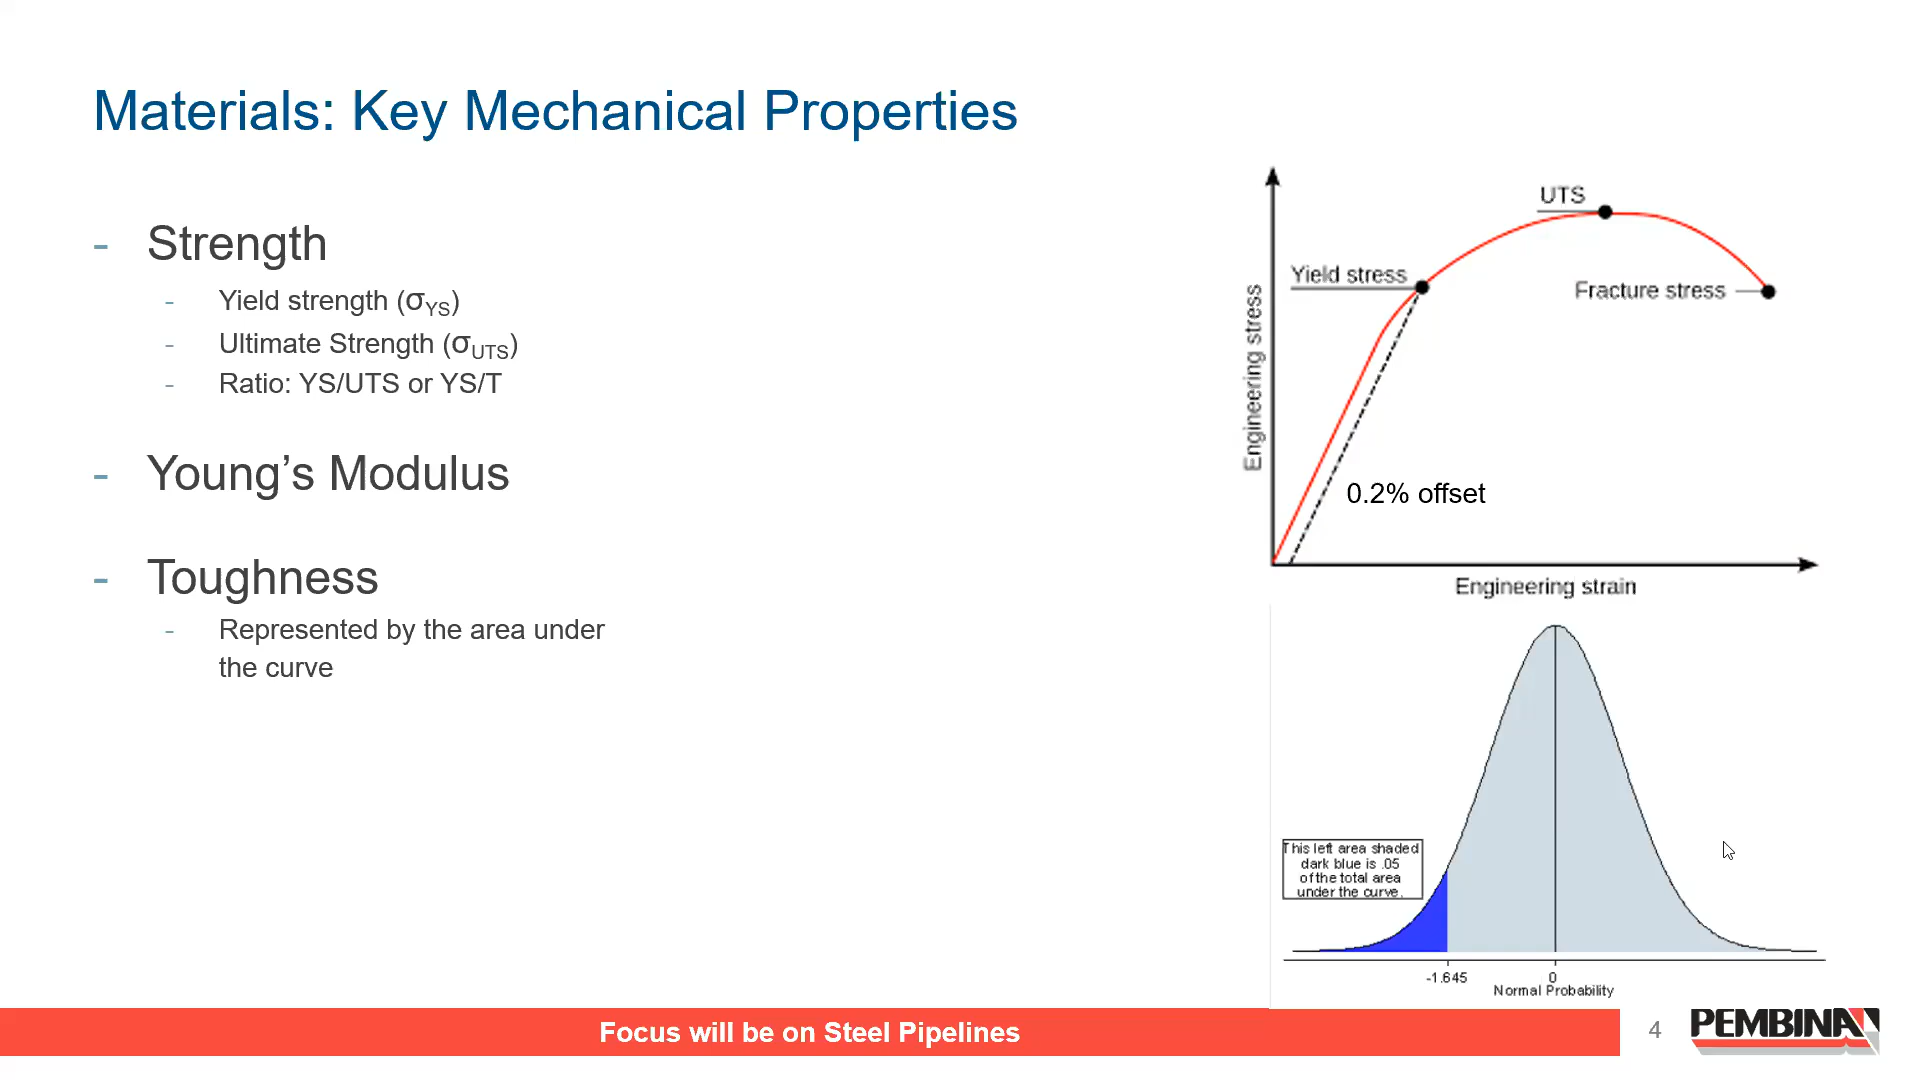 Materials: Key Mechanical Properties
- Strength
- Yield strength (σYS)
- Ultimate Strength (σUTS)
- Ratio: YS/UTS or YS/T
- Young’s Modulus
- Toughness
- Represented by the area under
the curve
UTS
Yield stress
Fracture stress
Engineering stress
0.2% offset
Engineering strain
This left area shaded
dark blue is .05
of the total area
under the curve.
-1.645
0
Normal Probability
Focus will be on Steel Pipelines
4
PEMBINA